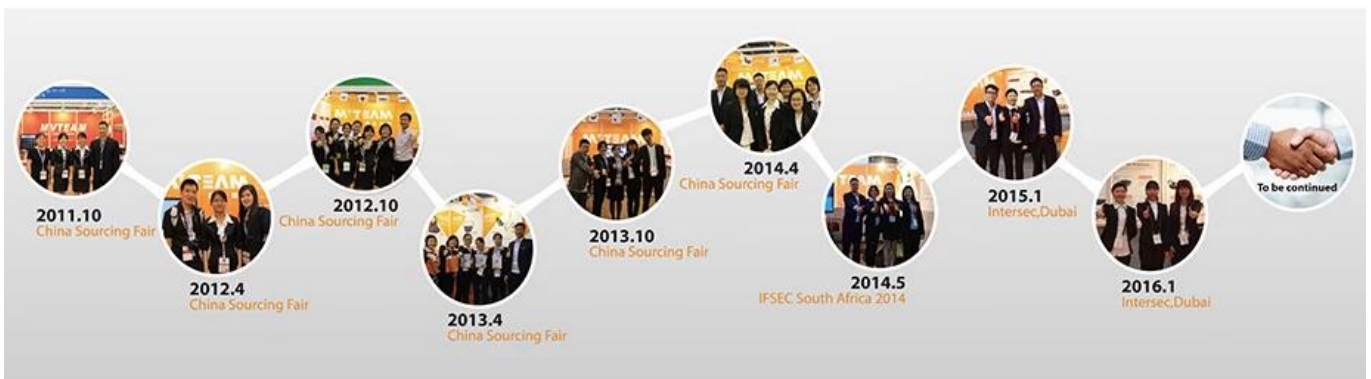 MVTEAM
2011.10
China Sourcing Fair
2012.4
China Sourcing Fair
2012.10
China Sourcing Fair
2013.4
China Sourcing Fair
2013.10
China Sourcing Fair
2014.4
China Sourcing Fair
2014.5
IFSEC South Africa 2014
2015.1
Intersec,Dubai
2016.1
Intersec,Dubai
To be continued